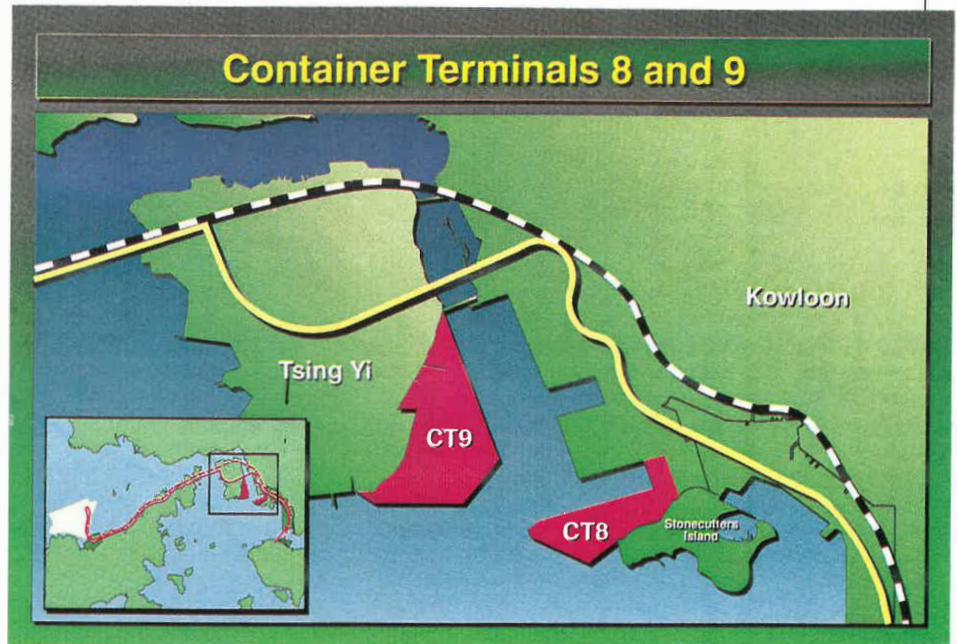 Container Terminals 8 and 9
Kowloon
Tsing Yi
CT9
CT8
Stonecutters
Island